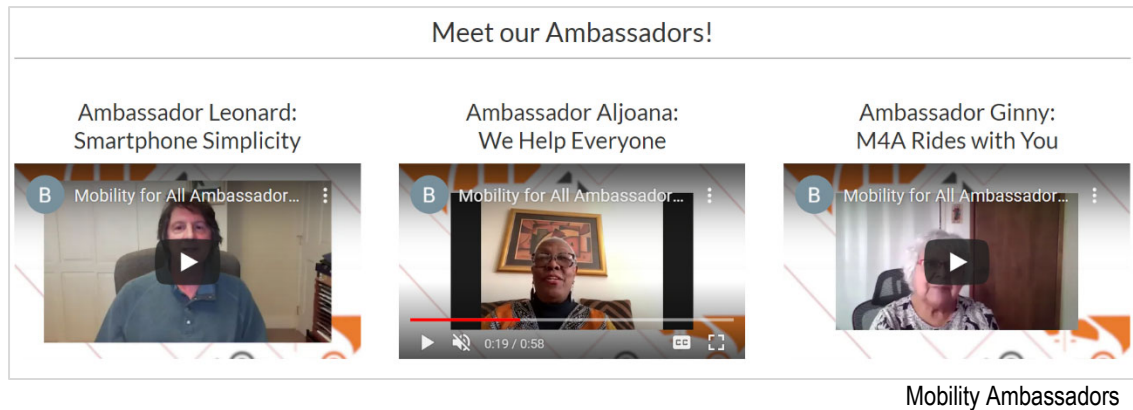 Meet our Ambassadors!
Ambassador Leonard:
Smartphone Simplicity
B Mobility for All Ambassador...
Ambassador Aljoana:
We Help Everyone
B Mobility for All Ambassador...
0:19 / 0:58
CC
Ambassador Ginny:
M4A Rides with You
B Mobility for All Ambassador...
Mobility Ambassadors